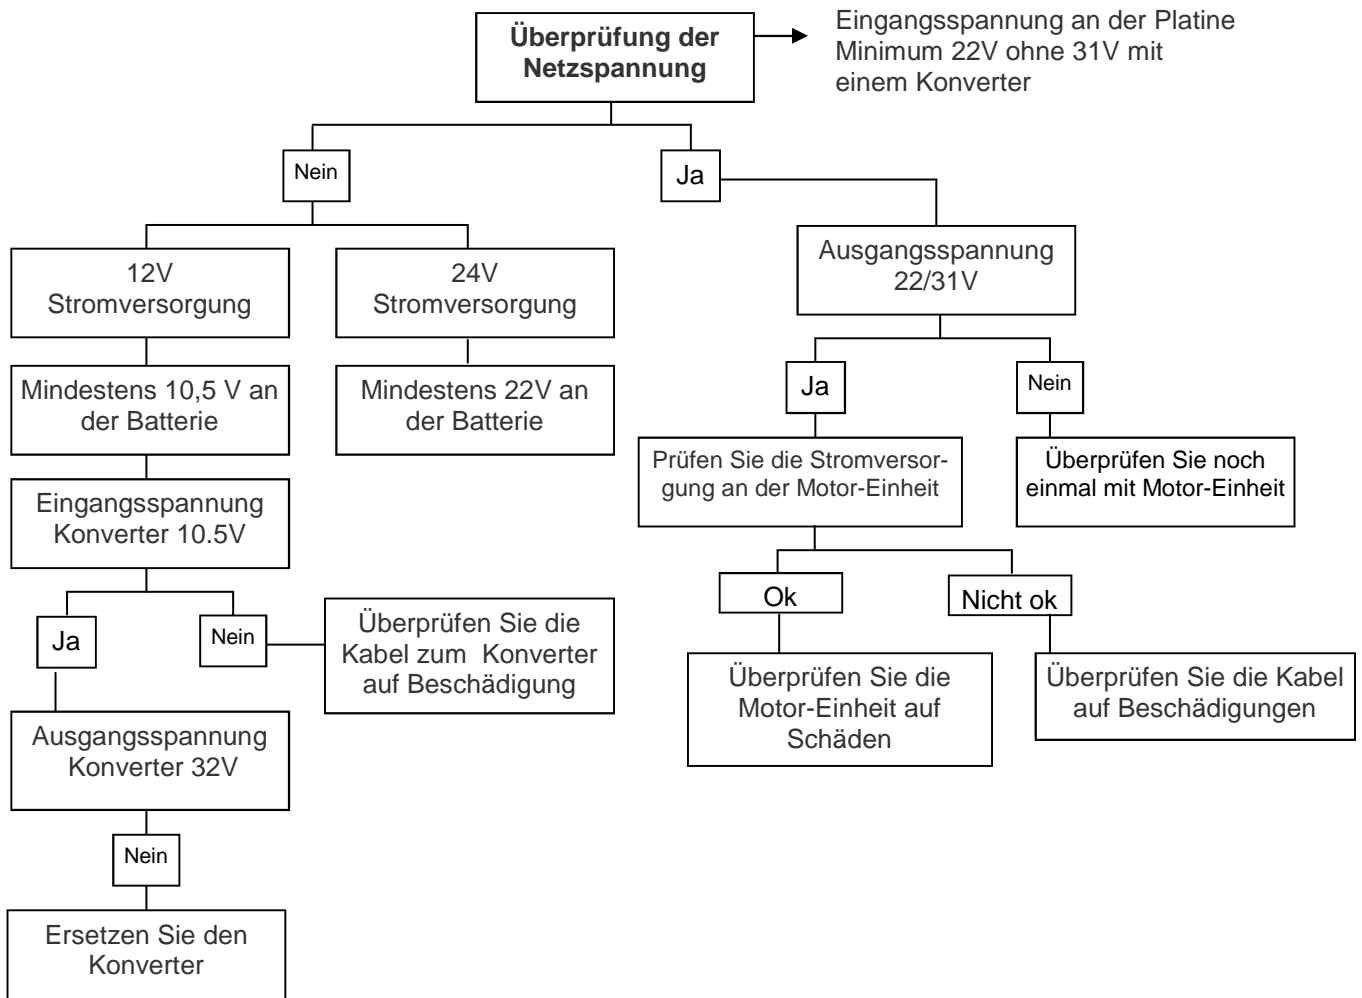 Überprüfung der
Netzspannung
Eingangsspannung an der Platine
Minimum 22V ohne 31V mit
einem Konverter
Nein
Ja
12V
Stromversorgung
24V
Stromversorgung
Ausgangsspannung
22/31V
Mindestens 10,5 V an
der Batterie
Mindestens 22V an
der Batterie
Ja
Nein
Eingangsspannung
Konverter 10.5V
Prüfen Sie die Stromversor-
gung an der Motor-Einheit
Überprüfen Sie noch
einmal mit Motor-Einheit
Ja
Nein
Überprüfen Sie die
Kabel zum Konverter
auf Beschädigung
Ok
Nicht ok
Ausgangsspannung
Konverter 32V
Überprüfen Sie die
Motor-Einheit auf
Schäden
Überprüfen Sie die Kabel
auf Beschädigungen
Nein
Ersetzen Sie den
Konverter